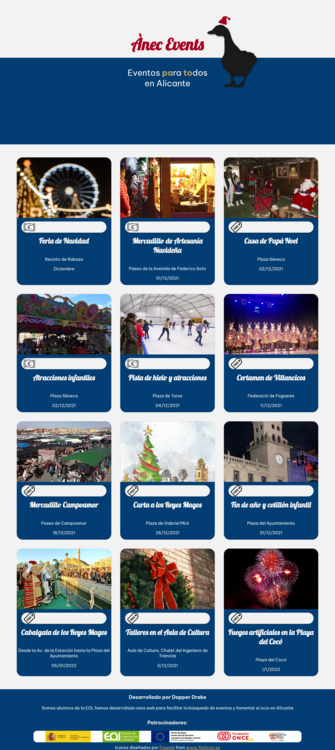 Ànec Events
Eventos para todos
en Alicante
Feria de Navidad
Recinto de Rabasa
Diciembre
Mercadillo de Artesanía
Navideña
Paseo de la Avenida de Federico Soto
01/12/2021
Casa de Papá Noel
Plaza Séneca
02/12/2021
Atracciones infantiles
Plaza Séneca
02/12/2021
Pista de hielo y atracciones
Plaza de Toros
04/12/2021
Certamen de Villancicos
Federació de Fogueres
11/12/2021
Mercadillo Campoamor
Paseo de Campoamor
18/12/2021
Carta a los Reyes Magos
Plaza de Gabriel Miró
26/12/2021
Fin de año y cotillón infantil
Plaza del Ayuntamiento
31/12/2021
Cabalgata de los Reyes Magos
Desde la Av. de la Estación hasta la Plaza del
Ayuntamiento
05/01/2022
Talleres en el Aula de Cultura
Aula de Cultura, Chalet del Ingeniero de
Tranvías
2/12/2021
Fuegos artificiales en la Playa
del Cocó
Playa del Cocó
1/1/2022
Desarrollado por Dapper Drake
Somos alumnos de la EOI, hemos desarrollado esta web para facilitar la búsqueda de eventos y fomentar el ocio en Alicante
Patrocinadores:
EOI
Fundación
ONCE
Iconos diseñados por Freepik from www.flaticon.es